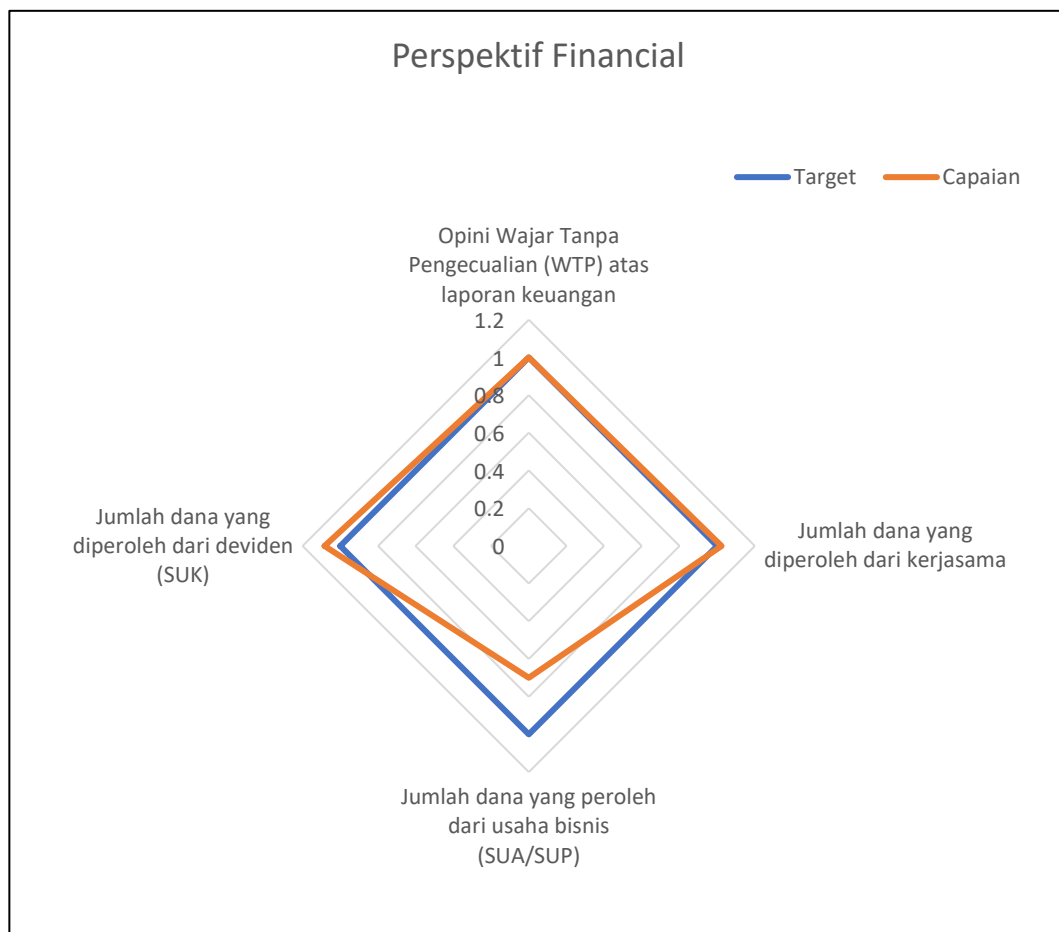 Perspektif Financial
Target
Capaian
Opini Wajar Tanpa
Pengecualian (WTP) atas
laporan keuangan
1.2
1
0.8
0.6
0.4
0.2
0
Jumlah dana yang
diperoleh dari deviden
(SUK)
Jumlah dana yang
diperoleh dari kerjasama
Jumlah dana yang peroleh
dari usaha bisnis
(SUA/SUP)